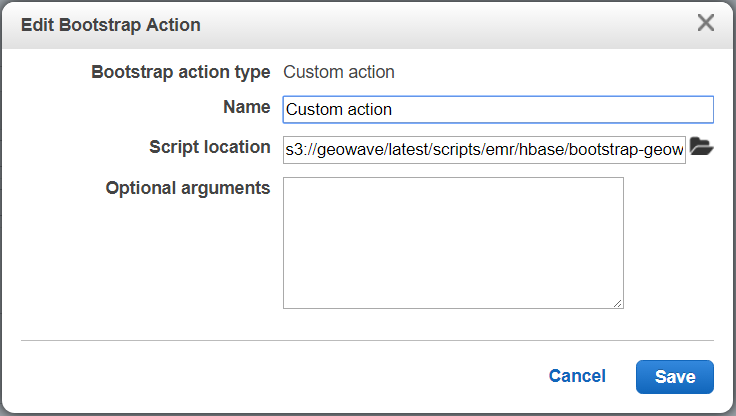 Edit Bootstrap Action
Bootstrap action type Custom action
Name Custom action
Script location s3://geowave/latest/scripts/emr/hbase/bootstrap-geow
Optional arguments
Cancel Save